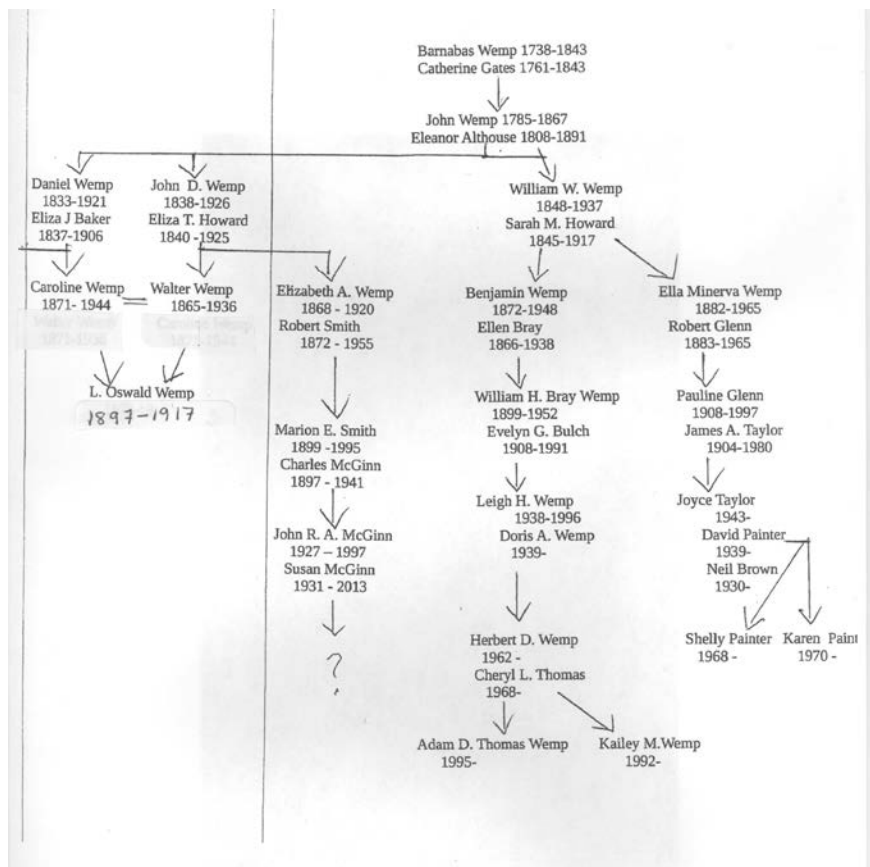 Barnabas Wemp 1738-1843
Catherine Gates 1761-1843
John Wemp 1785-1867
Eleanor Althouse 1808-1891
Daniel Wemp
1833-1921
Eliza J Baker
1837-1906
John D. Wemp
1838-1926
Eliza T. Howard
1840 -1925
William W. Wemp
1848-1937
Sarah M. Howard
1845-1917
Caroline Wemp
1871- 1944
Walter Wemp
1865-1936
Elizabeth A. Wemp
1868 - 1920
Robert Smith
1872 - 1955
Benjamin Wemp
1872-1948
Ellen Bray
1866-1938
Ella Minerva Wemp
1882-1965
Robert Glenn
1883-1965
L. Oswald Wemp
1897-1917
Marion E. Smith
1899 -1995
Charles McGinn
1897 - 1941
William H. Bray Wemp
1899-1952
Evelyn G. Bulch
1908-1991
Pauline Glenn
1908-1997
James A. Taylor
1904-1980
John R. A. McGinn
1927 – 1997
Susan McGinn
1931 - 2013
?
Leigh H. Wemp
1938-1996
Doris A. Wemp
1939-
Joyce Taylor
1943-
David Painter
1939-
Neil Brown
1930-
Herbert D. Wemp
1962 -
Cheryl L. Thomas
1968-
Shelly Painter
1968 -
Karen Paint
1970 -
Adam D. Thomas Wemp
1995-
Kailey M.Wemp
1992-